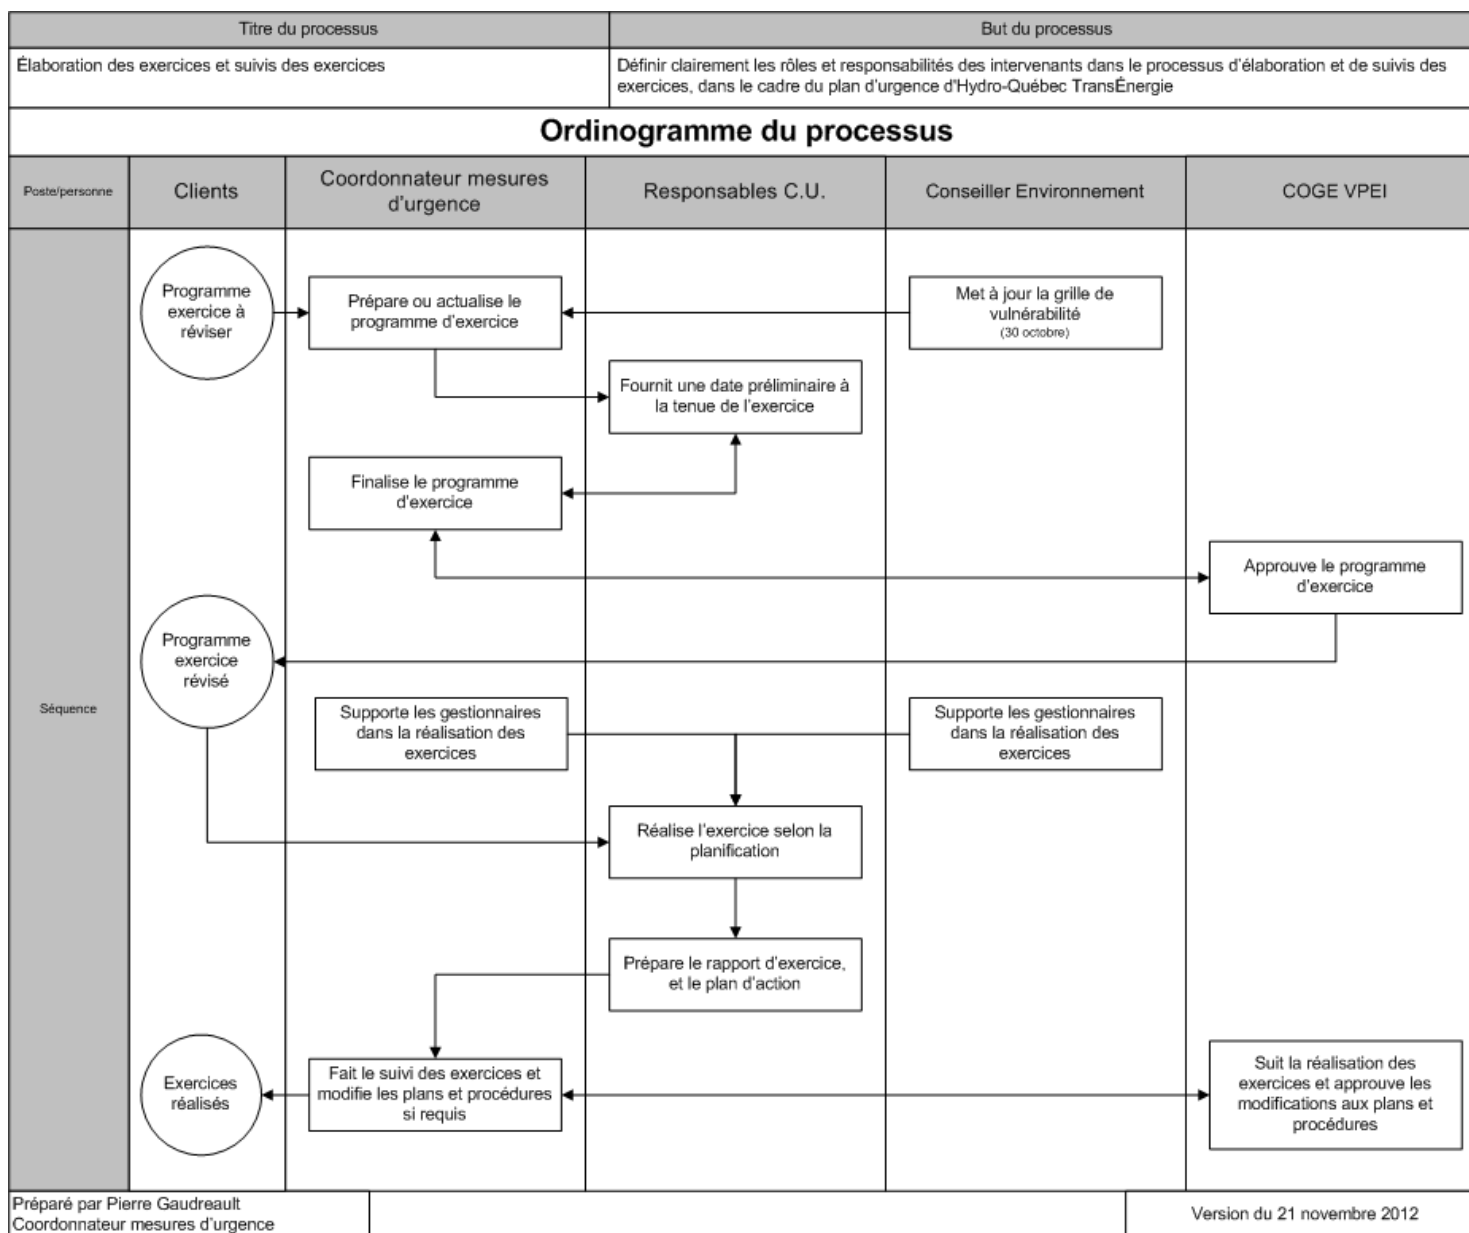 Titre du processus
But du processus
Élaboration des exercices et suivis des exercices
Définir clairement les rôles et responsabilités des intervenants dans le processus d'élaboration et de suivis des
exercices, dans le cadre du plan d'urgence d'Hydro-Québec TransÉnergie
Ordinogramme du processus
Poste/personne
Clients
Coordonnateur mesures
d'urgence
Responsables C.U.
Conseiller Environnement
COGE VPEI
Séquence
Programme
exercice à
réviser
Prépare ou actualise le
programme d'exercice
Met à jour la grille de
vulnérabilité
(30 octobre)
Fournit une date préliminaire à
la tenue de l'exercice
Finalise le programme
d'exercice
Approuve le programme
d'exercice
Programme
exercice
révisé
Supporte les gestionnaires
dans la réalisation des
exercices
Supporte les gestionnaires
dans la réalisation des
exercices
Réalise l'exercice selon la
planification
Prépare le rapport d'exercice,
et le plan d'action
Exercices
réalisés
Fait le suivi des exercices et
modifie les plans et procédures
si requis
Suit la réalisation des
exercices et approuve les
modifications aux plans et
procédures
Préparé par Pierre Gaudreault
Coordonnateur mesures d'urgence
Version du 21 novembre 2012